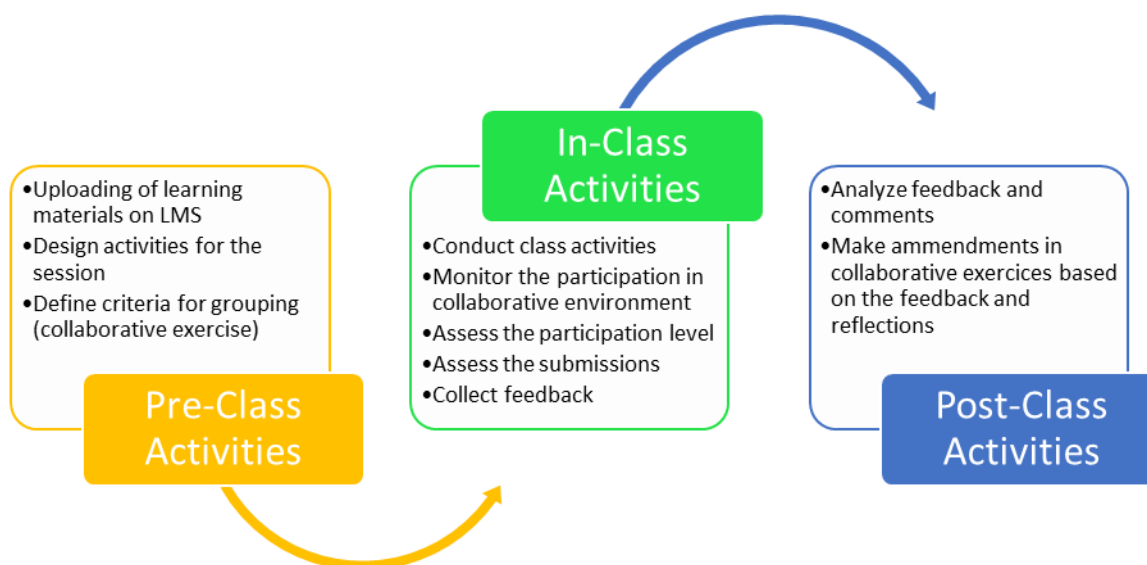 •Uploading of learning
materials on LMS
•Design activities for the
session
•Define criteria for grouping
(collaborative exercise)
Pre-Class
Activities
In-Class
Activities
•Conduct class activities
•Monitor the participation in
collaborative environment
•Assess the participation level
•Assess the submissions
•Collect feedback
•Analyze feedback and
comments
•Make ammendments in
collaborative exercices based
on the feedback and
reflections
Post-Class
Activities